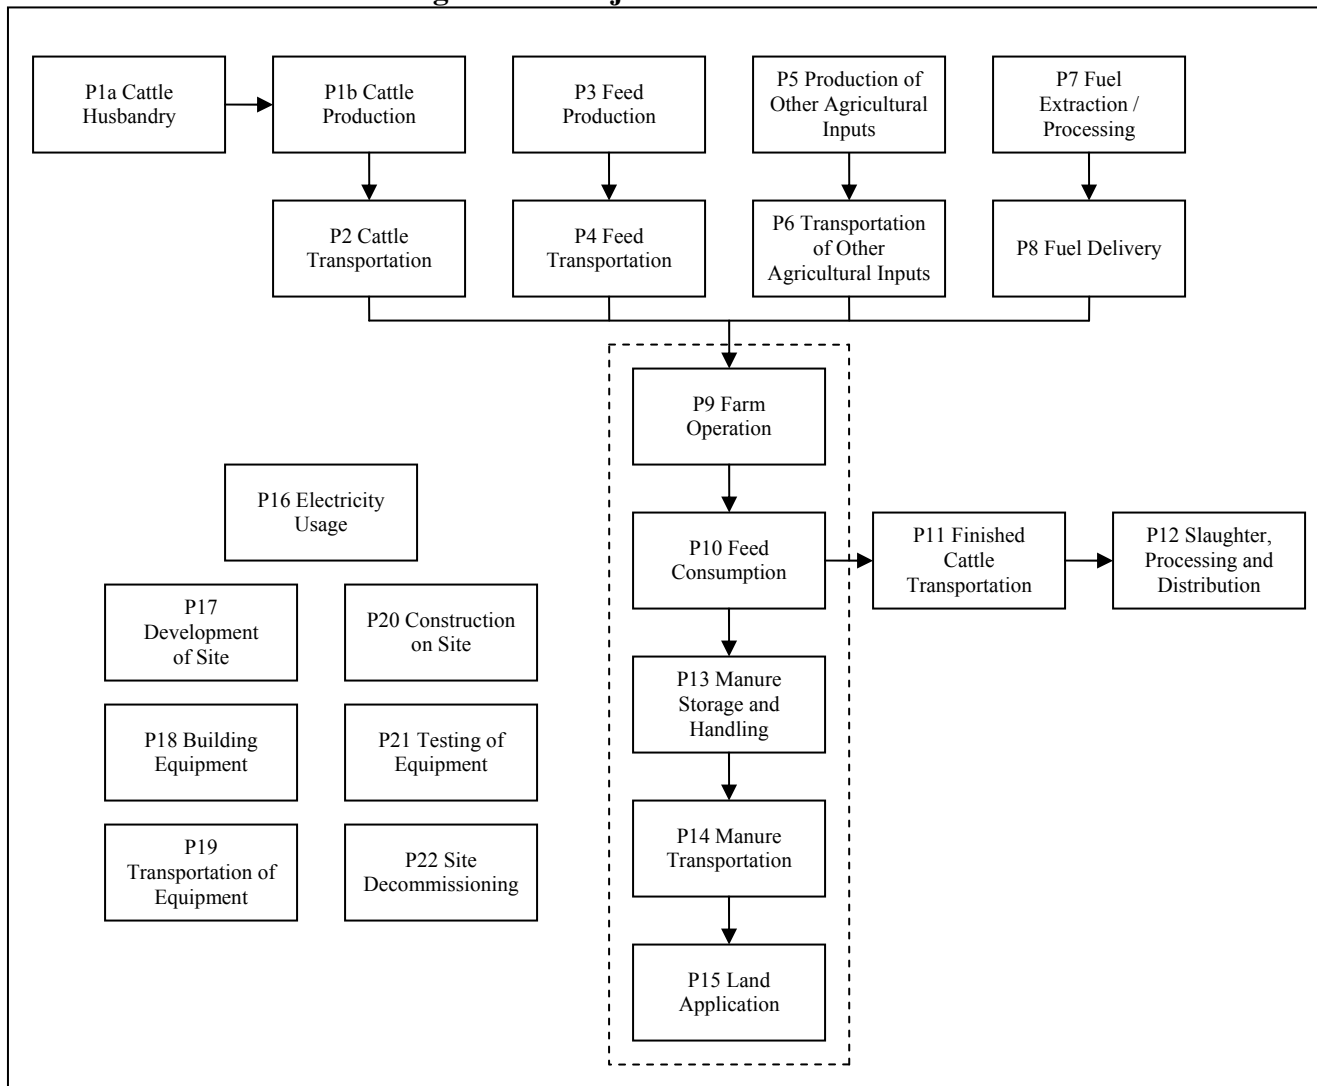 P1a Cattle
Husbandry
P1b Cattle
Production
P3 Feed
Production
P5 Production of
Other Agricultural
Inputs
P7 Fuel
Extraction /
Processing
P2 Cattle
Transportation
P4 Feed
Transportation
P6 Transportation
of Other
Agricultural Inputs
P8 Fuel Delivery
P9 Farm
Operation
P16 Electricity
Usage
P10 Feed
Consumption
P11 Finished
Cattle
Transportation
P12 Slaughter,
Processing and
Distribution
P17
Development
of Site
P20 Construction
on Site
P13 Manure
Storage and
Handling
P18 Building
Equipment
P21 Testing of
Equipment
P14 Manure
Transportation
P19
Transportation of
Equipment
P22 Site
Decommissioning
P15 Land
Application